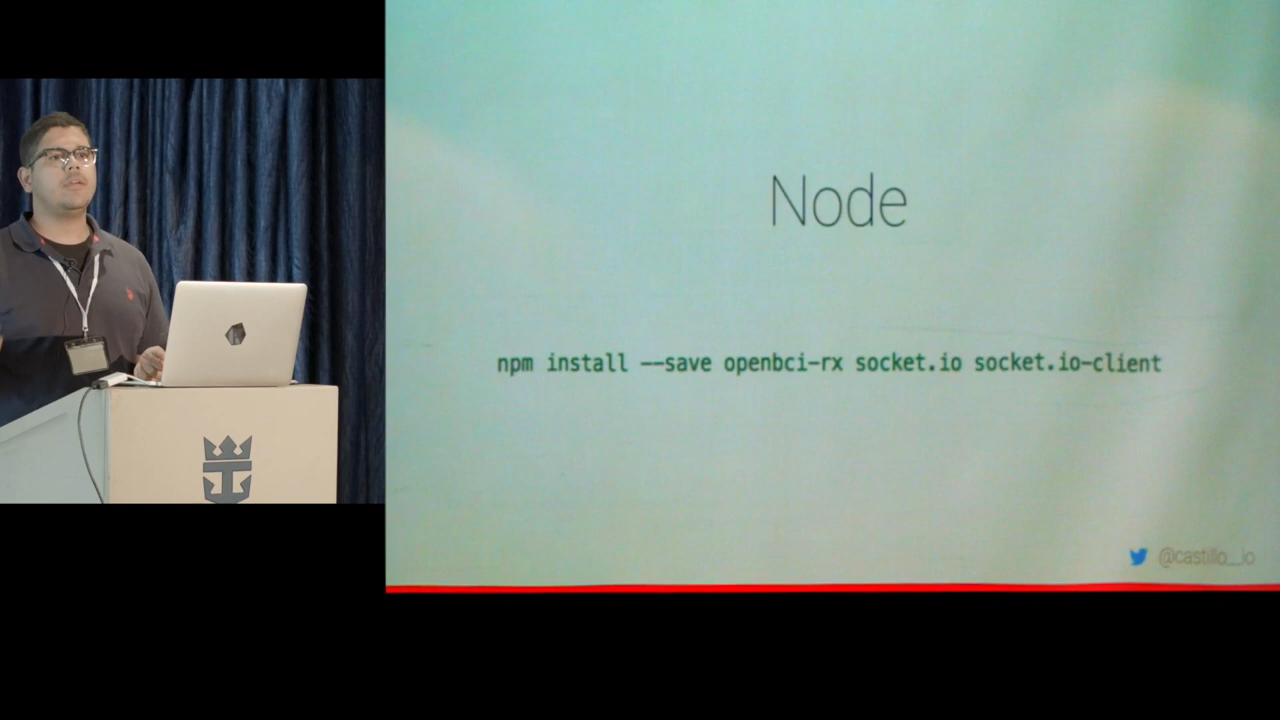 Node
npm install --save openbci-rx socket.io socket.io-client
@castillo__io